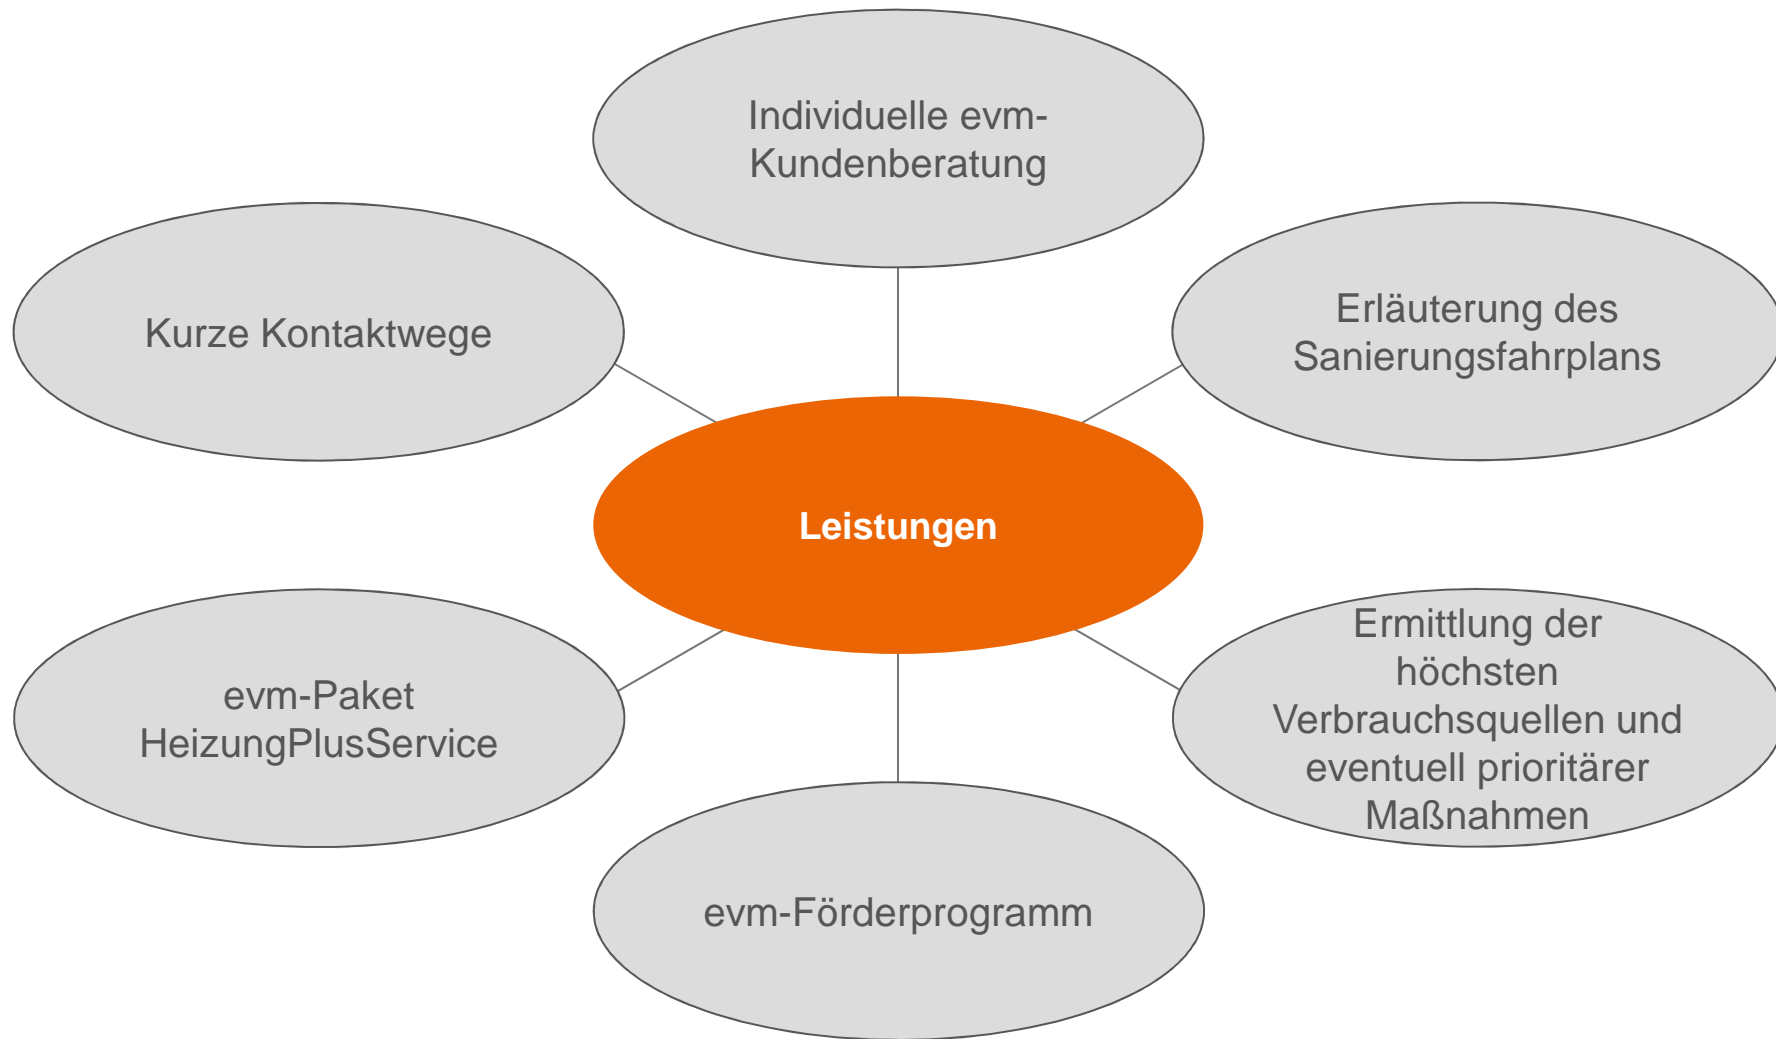 Individuelle evm-
Kundenberatung
Kurze Kontaktwege
Erläuterung des
Sanierungsfahrplans
Leistungen
evm-Paket
HeizungPlusService
Ermittlung der
höchsten
Verbrauchsquellen und
eventuell prioritärer
Maßnahmen
evm-Förderprogramm